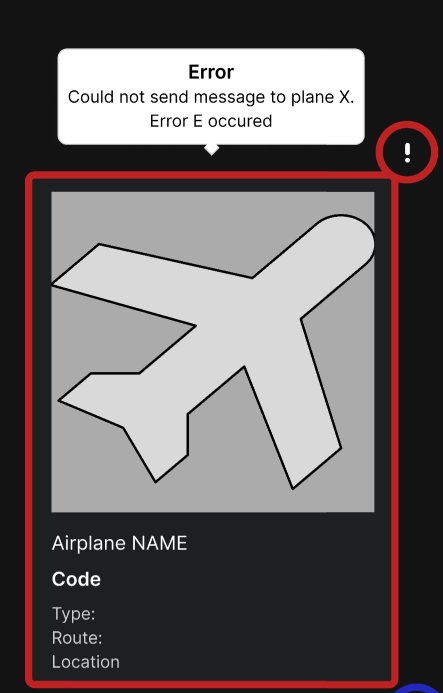 Error
Could not send message to plane X.
Error E occured
!
Airplane NAME
Code
Type:
Route:
Location